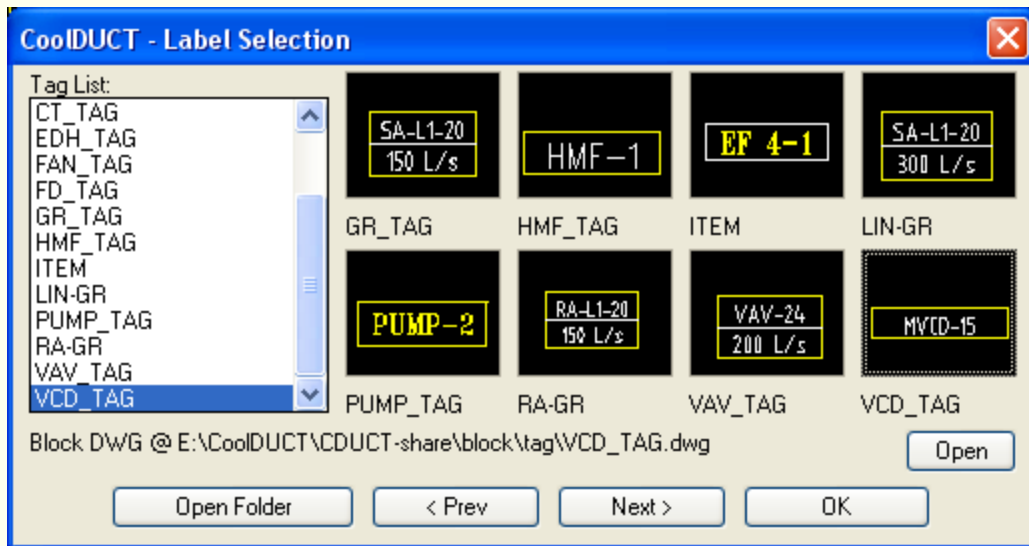 CoolDUCT - Label Selection
Tag List:
CT_TAG
EDH_TAG
FAN_TAG
FD_TAG
GR_TAG
HMF_TAG
ITEM
LIN-GR
PUMP_TAG
RA-GR
VAV_TAG
VCD_TAG
SA-L1-20
150 L/s
GR_TAG
HMF-1
HMF_TAG
EF 4-1
ITEM
SA-L1-20
300 L/s
LIN-GR
PUMP-2
PUMP_TAG
RA-L1-20
150 L/s
RA-GR
VAV-24
200 L/s
VAV_TAG
MVCD-15
VCD_TAG
Block DWG @ E:\CoolDUCT\CDUCT-share\block\tag\VCD_TAG.dwg
Open
Open Folder
< Prev
Next >
OK